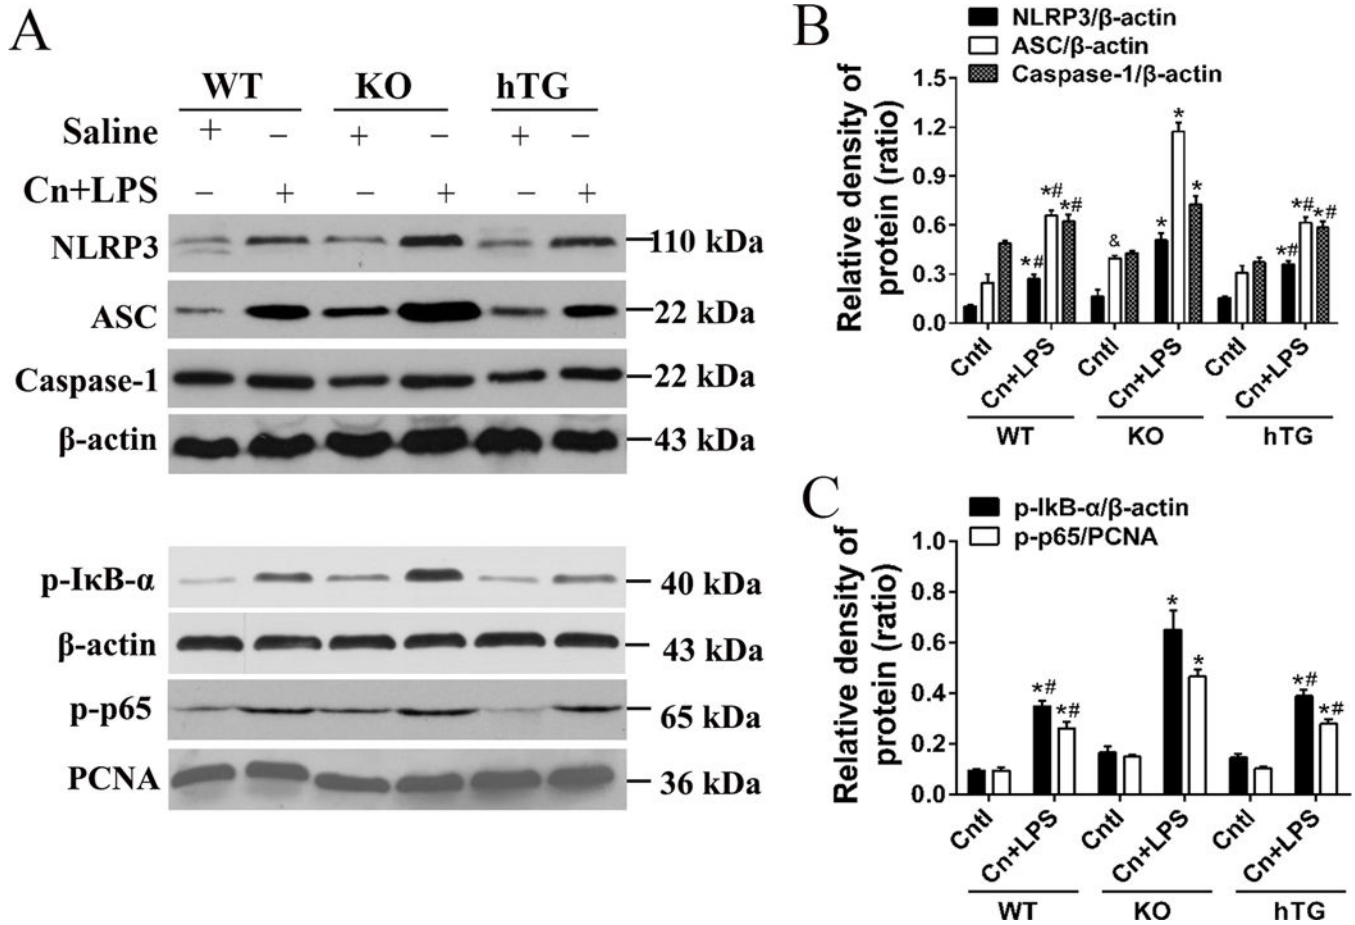 A
WT KO hTG
Saline + − + − + −
Cn+LPS − + − + − +
NLRP3 110 kDa
ASC 22 kDa
Caspase-1 22 kDa
β-actin 43 kDa
p-IκB-α 40 kDa
β-actin 43 kDa
p-p65 65 kDa
PCNA 36 kDa
B
NLRP3/β-actin
ASC/β-actin
Caspase-1/β-actin
Relative density of
protein (ratio)
1.5
1.2
0.9
0.6
0.3
0.0
*# *# *#
& * * *
*# *# *#
Cntl Cn+LPS Cntl Cn+LPS Cntl Cn+LPS
WT KO hTG
C
p-IkB-α/β-actin
p-p65/PCNA
Relative density of
protein (ratio)
1.0
0.8
0.6
0.4
0.2
0.0
*# *# * * *# *#
Cntl Cn+LPS Cntl Cn+LPS Cntl Cn+LPS
WT KO hTG